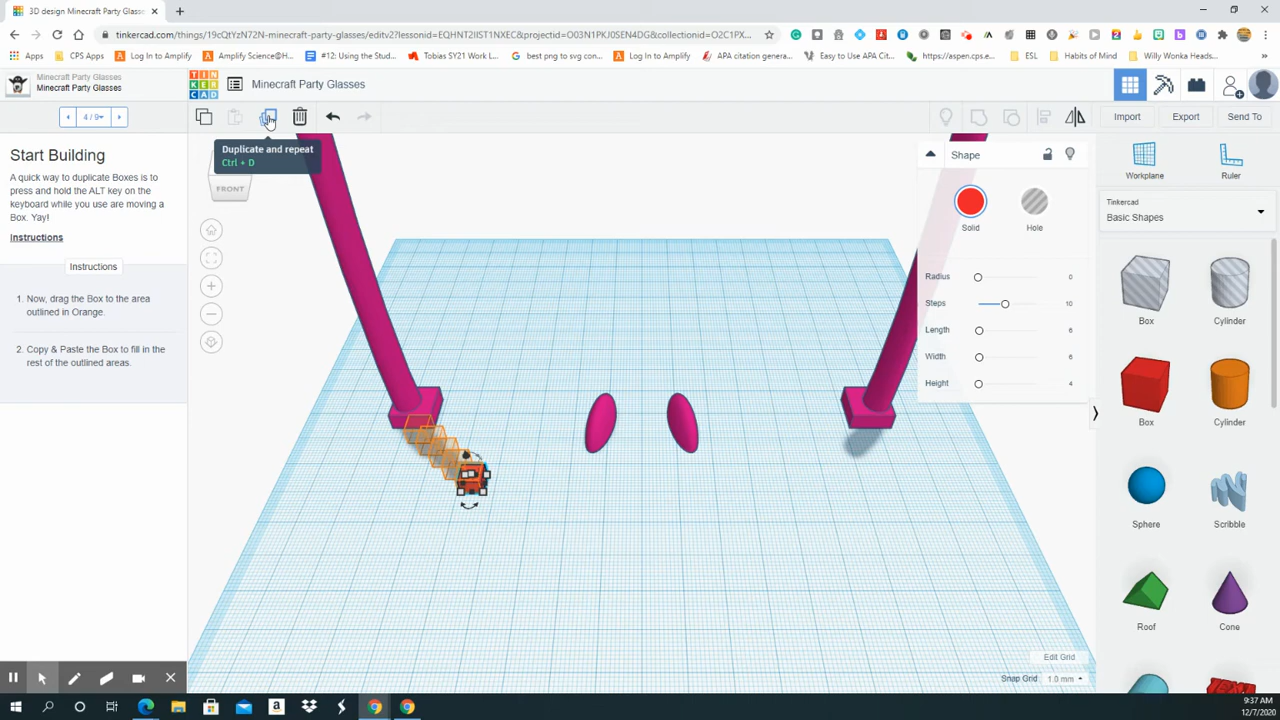 3D design Minecraft Party Glasses
tinkercad.com/things/19cQtYzN72N-minecraft-party-glasses/editv2?lessonid=EQHNT2IIST1NXEC&projectid=O03N1PKJ0NES4DG&collectionid=O2C1PX...
Apps
CPS Apps
Log In to Amplify
Amplify Science@H...
#12: Using the Stud...
Tobias SY21 Work L...
best png to svg con...
Log In to Amplify
APA citation genera...
Easy to Use APA Cit...
https://aspen.cps.ed...
ESL
Habits of Mind
Willy Wonka Heads...
Minecraft Party Glasses
Minecraft Party Glasses
TIN
KER
CAD
Minecraft Party Glasses
4 / 9
Import
Export
Send To
Duplicate and repeat
Ctrl + D
FRONT
Start Building
A quick way to duplicate Boxes is to
press and hold the ALT key on the
keyboard while you use are moving a
Box. Yay!
Instructions
Instructions
1. Now, drag the Box to the area
outlined in Orange.
2. Copy & Paste the Box to fill in the
rest of the outlined areas.
Shape
Solid
Hole
Radius 0
Steps 10
Length 6
Width 6
Height 4
Workplane
Ruler
Tinkercad
Basic Shapes
Box
Cylinder
Box
Cylinder
Sphere
Scribble
Roof
Cone
Edit Grid
Snap Grid 1.0 mm
9:37 AM
12/7/2020